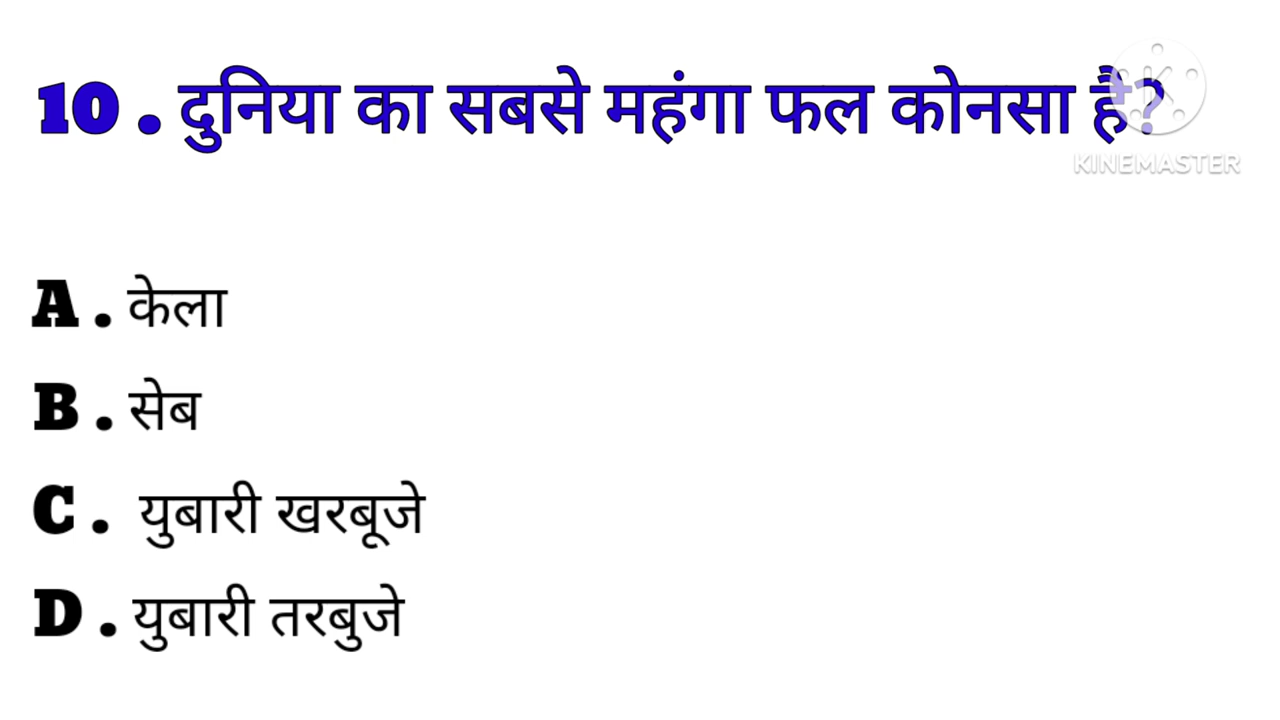 10 . दुनिया का सबसे महंगा फल कोनसा है?
KINEMASTER
A . केला
B . सेब
C . युबारी खरबूजे
D . युबारी तरबुजे